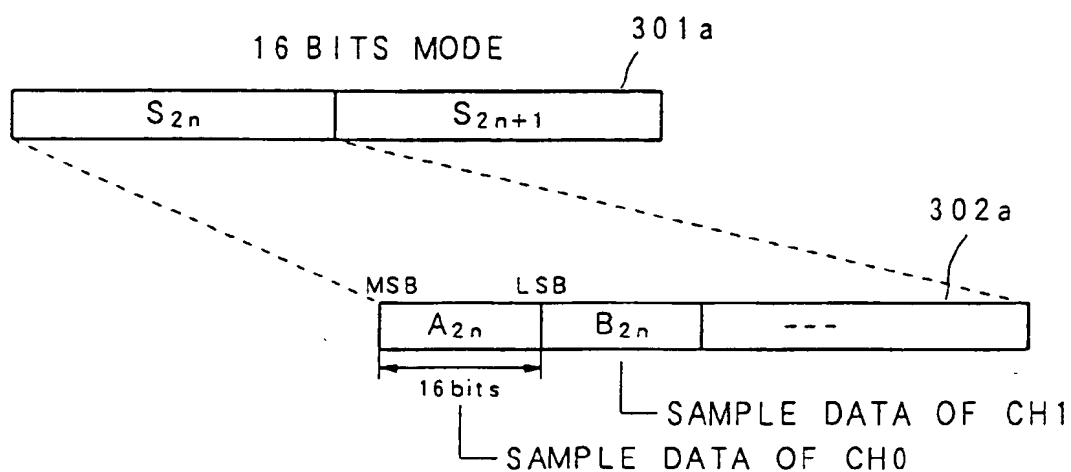 301a
16 BITS MODE
S2n S2n+1
302a
MSB LSB
A2n B2n ---
16bits
SAMPLE DATA OF CH1
SAMPLE DATA OF CH0